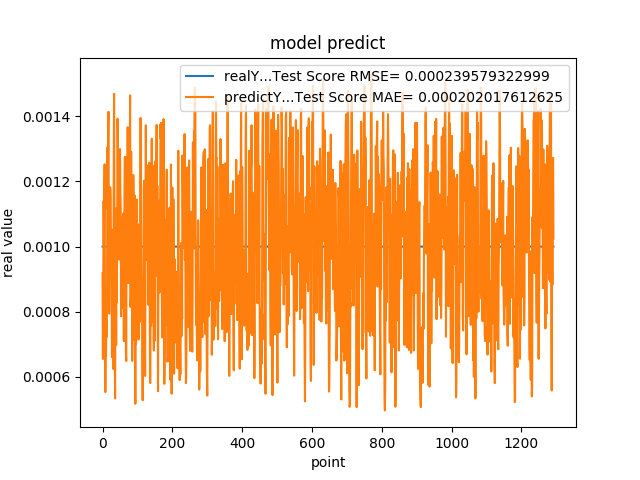 model predict
realY...Test Score RMSE= 0.000239579322999
predictY...Test Score MAE= 0.000202017612625
0.0014
0.0012
0.0010
0.0008
0.0006
real value
0 200 400 600 800 1000 1200
point